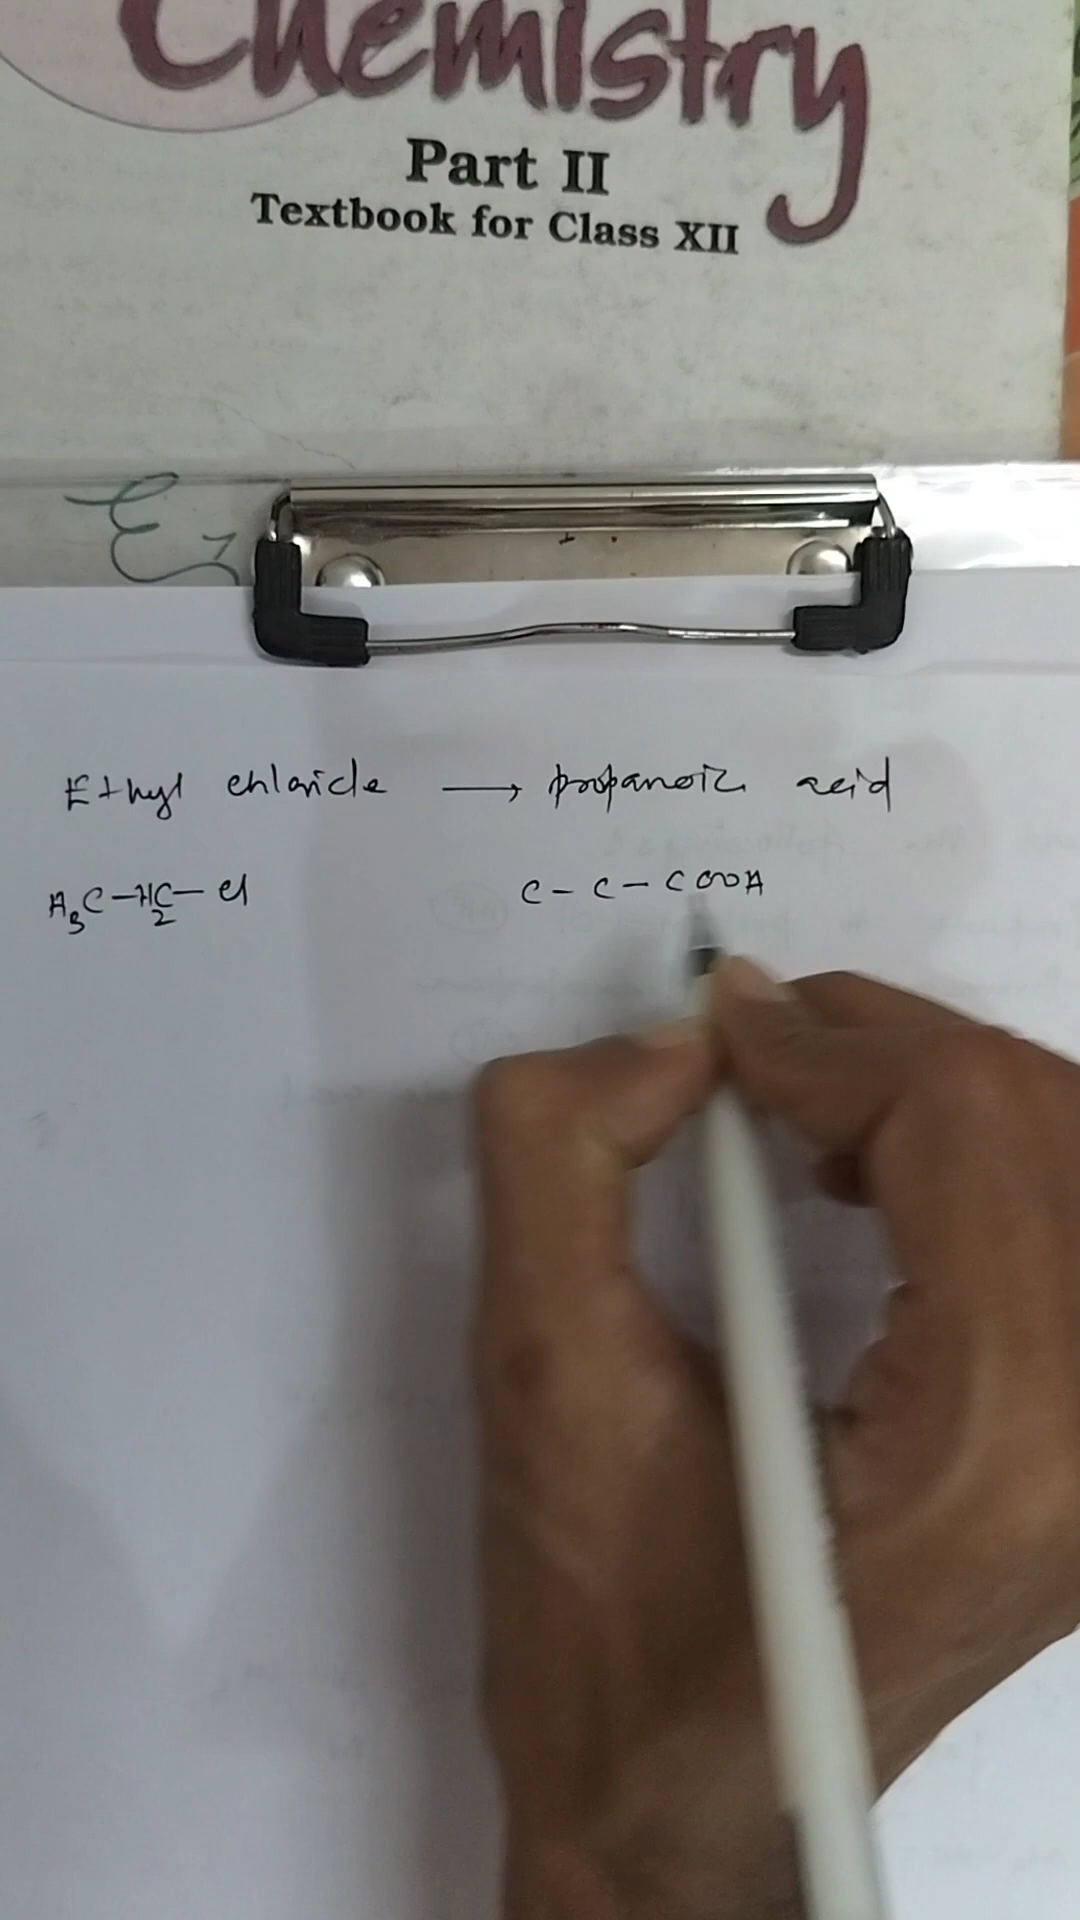 Chemistry
Part II
Textbook for Class XII
Ethyl chloride → propanoic acid
H₃C-H₂C-Cl
C-C-COOH